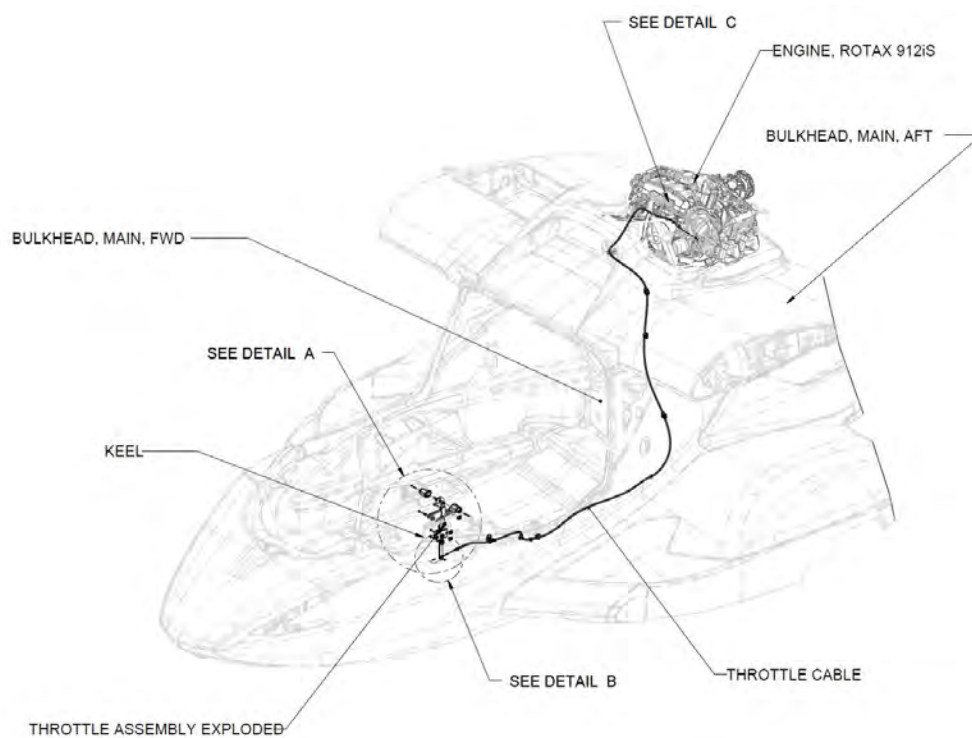 SEE DETAIL C
ENGINE, ROTAX 912iS
BULKHEAD, MAIN, AFT
BULKHEAD, MAIN, FWD
SEE DETAIL A
KEEL
SEE DETAIL B
THROTTLE CABLE
THROTTLE ASSEMBLY EXPLODED